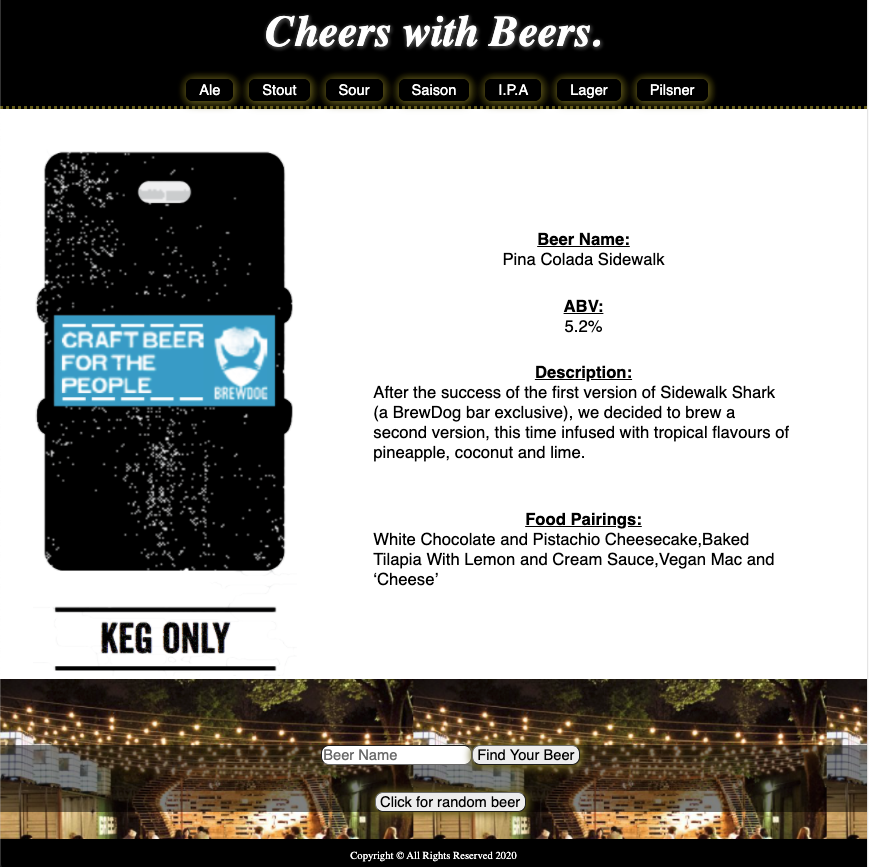 Cheers with Beers.
Ale Stout Sour Saison I.P.A Lager Pilsner
CRAFT BEER
FOR THE
PEOPLE
BREWDOG
KEG ONLY
Beer Name:
Pina Colada Sidewalk
ABV:
5.2%
Description:
After the success of the first version of Sidewalk Shark
(a BrewDog bar exclusive), we decided to brew a
second version, this time infused with tropical flavours of
pineapple, coconut and lime.
Food Pairings:
White Chocolate and Pistachio Cheesecake,Baked
Tilapia With Lemon and Cream Sauce,Vegan Mac and
‘Cheese’
Beer Name Find Your Beer
Click for random beer
Copyright © All Rights Reserved 2020